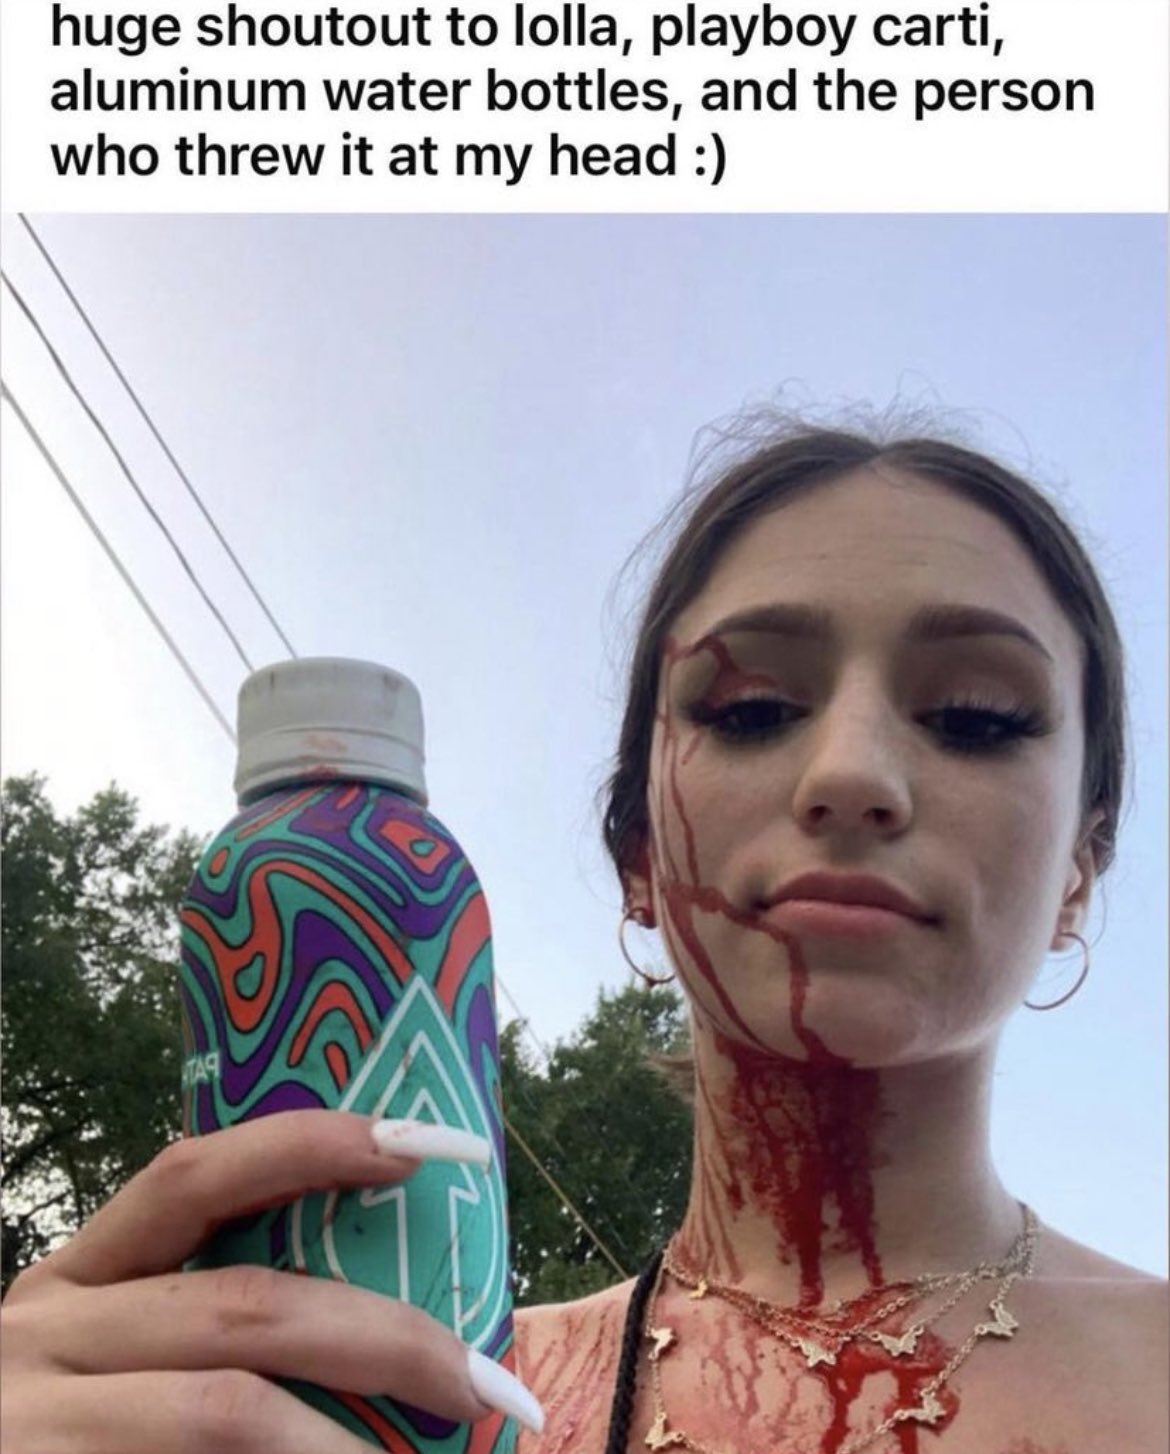 huge shoutout to lolla, playboy carti,
aluminum water bottles, and the person
who threw it at my head :)